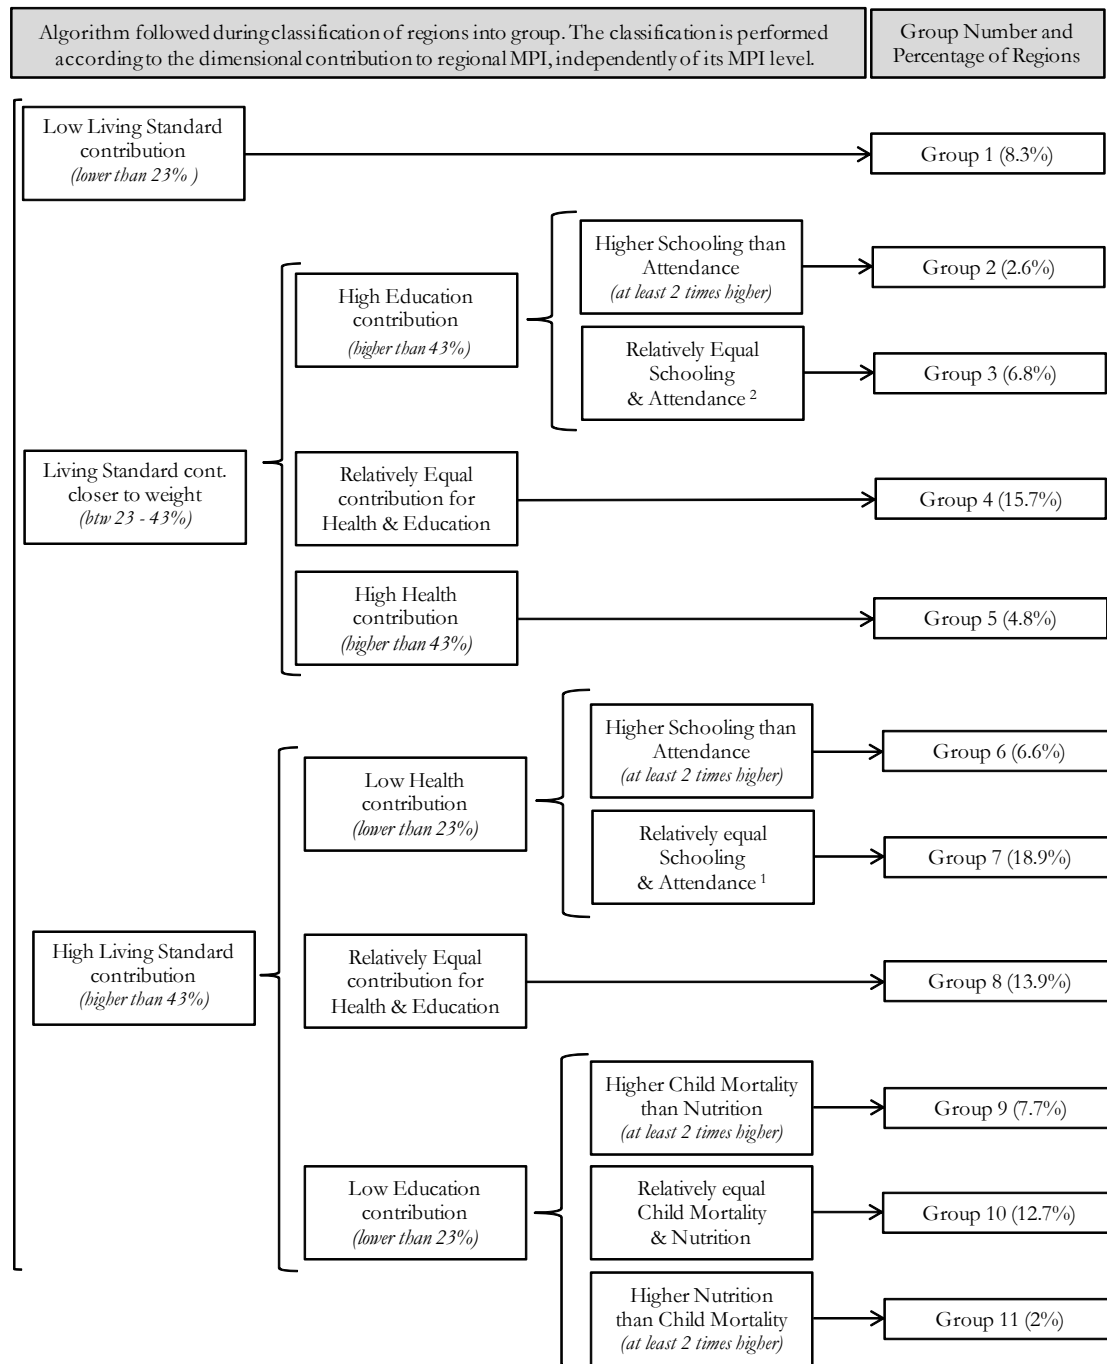 Algorithm followed during classification of regions into group. The classification is performed
according to the dimensional contribution to regional MPI, independently of its MPI level.
Group Number and
Percentage of Regions
Low Living Standard
contribution
(lower than 23% )
Group 1 (8.3%)
Living Standard cont.
closer to weight
(btw 23 - 43%)
High Education
contribution
(higher than 43%)
Higher Schooling than
Attendance
(at least 2 times higher)
Group 2 (2.6%)
Relatively Equal
Schooling
& Attendance 2
Group 3 (6.8%)
Relatively Equal
contribution for
Health & Education
Group 4 (15.7%)
High Health
contribution
(higher than 43%)
Group 5 (4.8%)
High Living Standard
contribution
(higher than 43%)
Low Health
contribution
(lower than 23%)
Higher Schooling than
Attendance
(at least 2 times higher)
Group 6 (6.6%)
Relatively equal
Schooling
& Attendance 1
Group 7 (18.9%)
Relatively Equal
contribution for
Health & Education
Group 8 (13.9%)
Low Education
contribution
(lower than 23%)
Higher Child Mortality
than Nutrition
(at least 2 times higher)
Group 9 (7.7%)
Relatively equal
Child Mortality
& Nutrition
Group 10 (12.7%)
Higher Nutrition
than Child Mortality
(at least 2 times higher)
Group 11 (2%)